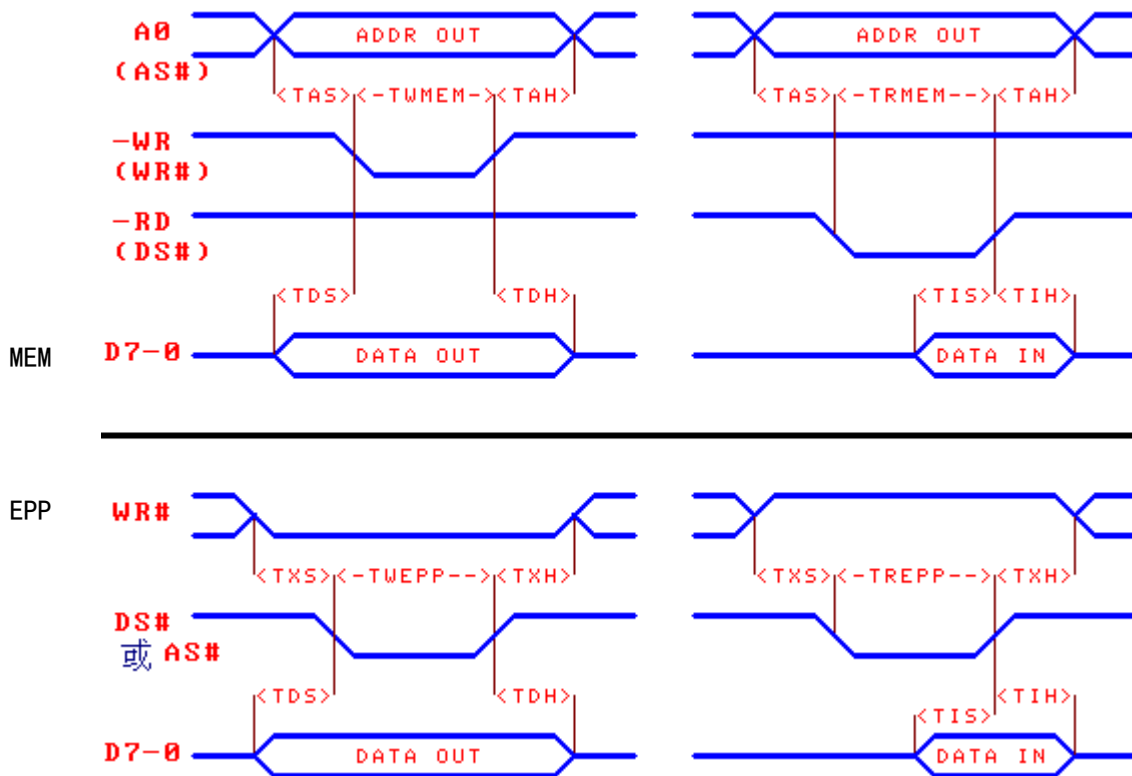 A0 ADDR OUT ADDR OUT
(AS#)
<TAS><-TWMEM-><TAH> <TAS><-TRMEM--><TAH>
-WR
(WR#)
-RD
(DS#)
<TDS> <TDH> <TIS><TIH>
MEM D7-0 DATA OUT DATA IN
EPP WR#
<TXS><-TWEPP--><TXH> <TXS><-TREPP--><TXH>
DS#
或 AS#
<TDS> <TDH> <TIH>
<TIS>
D7-0 DATA OUT DATA IN